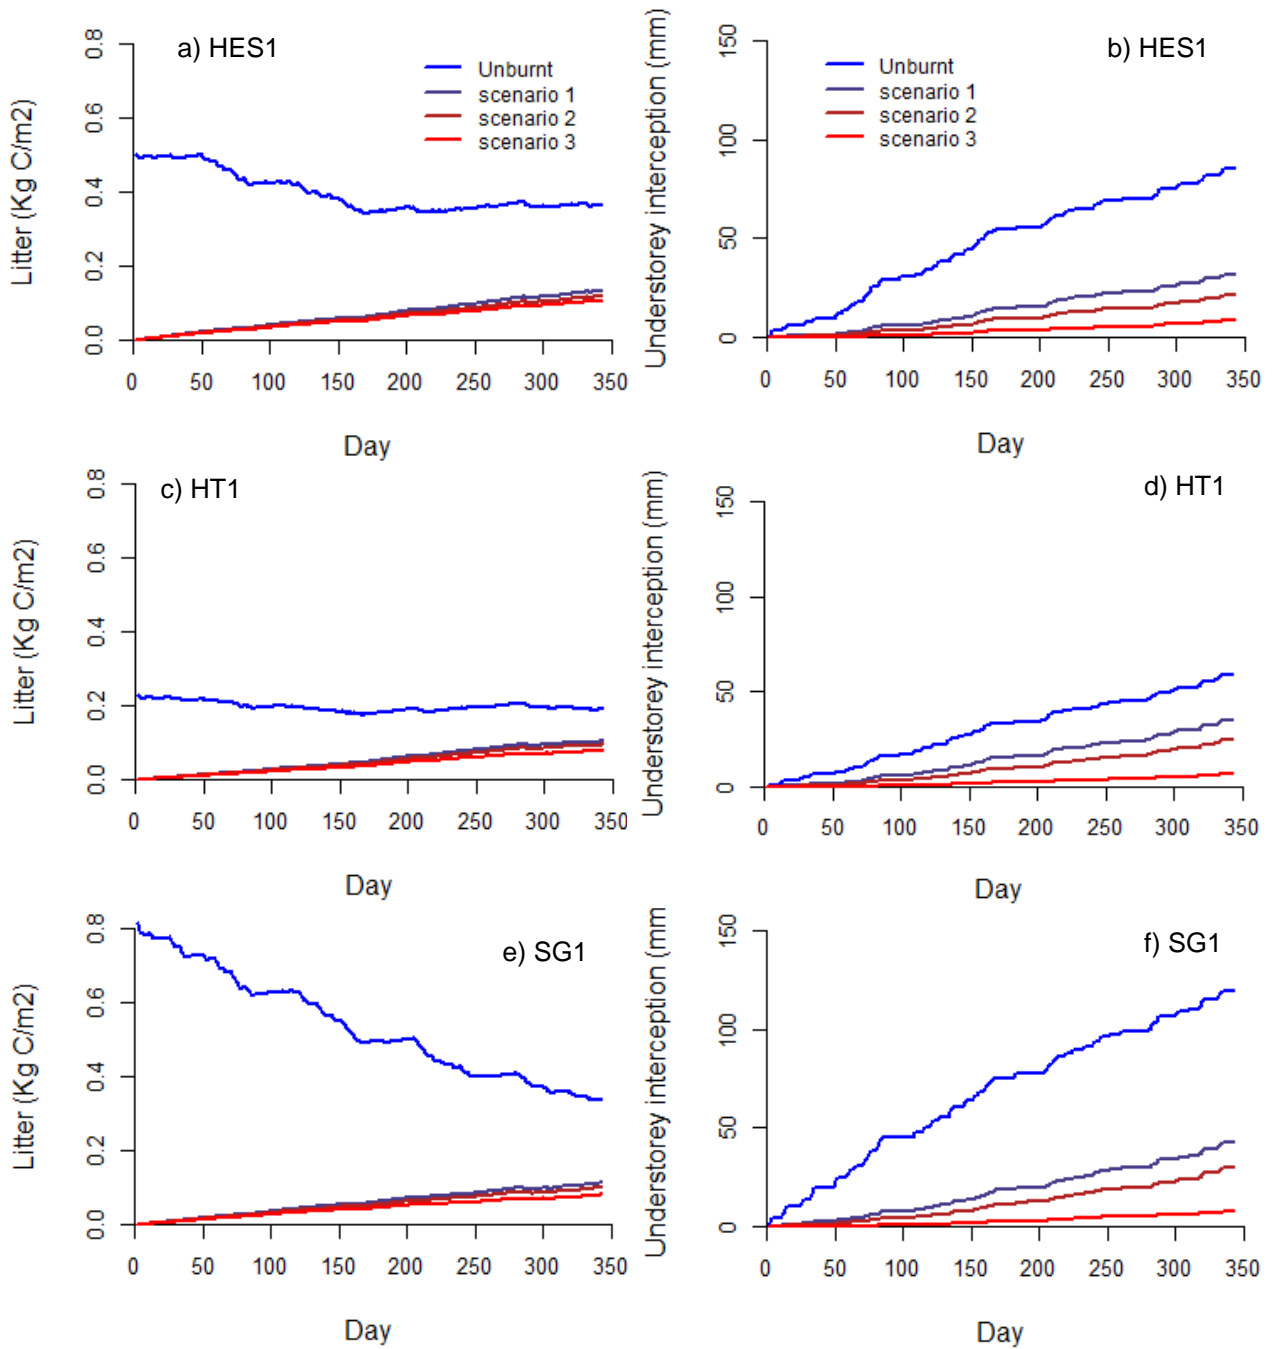 a) HES1
Unburnt
scenario 1
scenario 2
scenario 3
Litter (Kg C/m2)
0.0 0.2 0.4 0.6 0.8
0 50 100 150 200 250 300 350
Day
b) HES1
Unburnt
scenario 1
scenario 2
scenario 3
Understorey interception (mm)
0 50 100 150
0 50 100 150 200 250 300 350
Day
c) HT1
Litter (Kg C/m2)
0.0 0.2 0.4 0.6 0.8
0 50 100 150 200 250 300 350
Day
d) HT1
Understorey interception (mm)
0 50 100 150
0 50 100 150 200 250 300 350
Day
e) SG1
Litter (Kg C/m2)
0.0 0.2 0.4 0.6 0.8
0 50 100 150 200 250 300 350
Day
f) SG1
Understorey interception (mm
0 50 100 150
0 50 100 150 200 250 300 350
Day